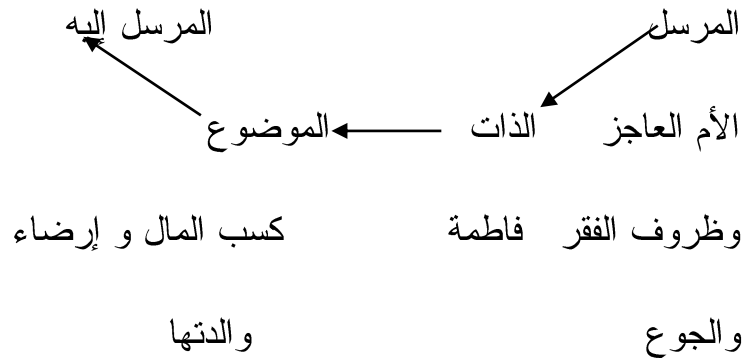 المرسل المرسل إليه
الأم العاجز الذات الموضوع
وظروف الفقر فاطمة كسب المال و إرضاء
والجوع والدتها